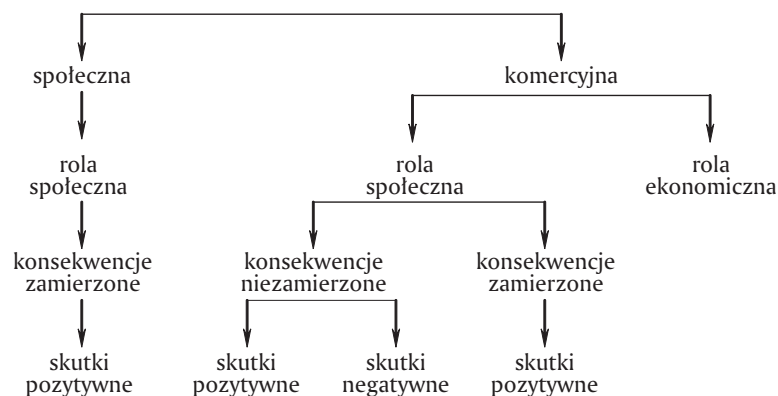 społeczna
komercyjna
rola
społeczna
rola
społeczna
rola
ekonomiczna
konsekwencje
zamierzone
konsekwencje
niezamierzone
konsekwencje
zamierzone
skutki
pozytywne
skutki
pozytywne
skutki
negatywne
skutki
pozytywne